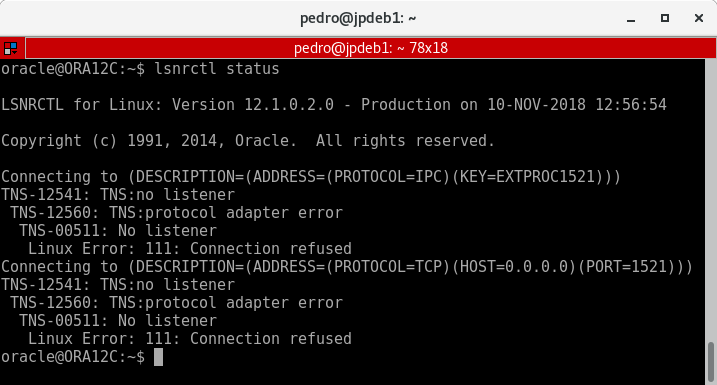 pedro@jpdeb1: ~
pedro@jpdeb1: ~ 78x18
oracle@ORA12C:~$ lsnrctl status
LSNRCTL for Linux: Version 12.1.0.2.0 - Production on 10-NOV-2018 12:56:54
Copyright (c) 1991, 2014, Oracle.  All rights reserved.
Connecting to (DESCRIPTION=(ADDRESS=(PROTOCOL=IPC)(KEY=EXTPROC1521)))
TNS-12541: TNS:no listener
 TNS-12560: TNS:protocol adapter error
  TNS-00511: No listener
   Linux Error: 111: Connection refused
Connecting to (DESCRIPTION=(ADDRESS=(PROTOCOL=TCP)(HOST=0.0.0.0)(PORT=1521)))
TNS-12541: TNS:no listener
 TNS-12560: TNS:protocol adapter error
  TNS-00511: No listener
   Linux Error: 111: Connection refused
oracle@ORA12C:~$